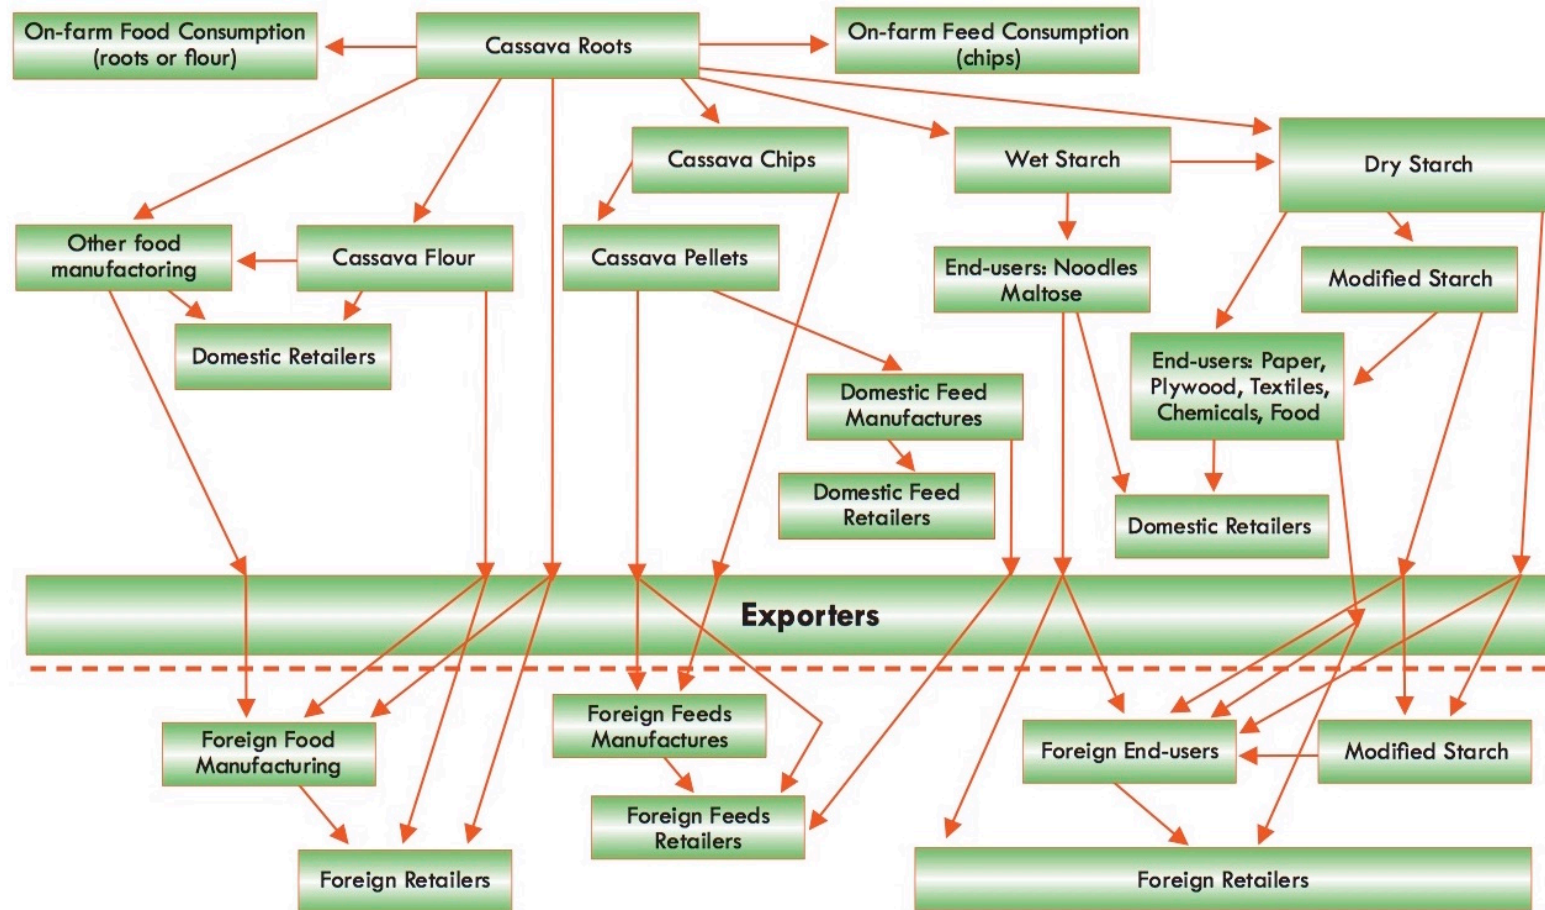 On-farm Food Consumption
(roots or flour)
Cassava Roots
On-farm Feed Consumption
(chips)
Cassava Chips
Wet Starch
Dry Starch
Other food
manufactoring
Cassava Flour
Cassava Pellets
End-users: Noodles
Maltose
Modified Starch
Domestic Retailers
End-users: Paper,
Plywood, Textiles,
Chemicals, Food
Domestic Feed
Manufactures
Domestic Feed
Retailers
Domestic Retailers
Exporters
Foreign Food
Manufacturing
Foreign Feeds
Manufactures
Foreign End-users
Modified Starch
Foreign Feeds
Retailers
Foreign Retailers
Foreign Retailers